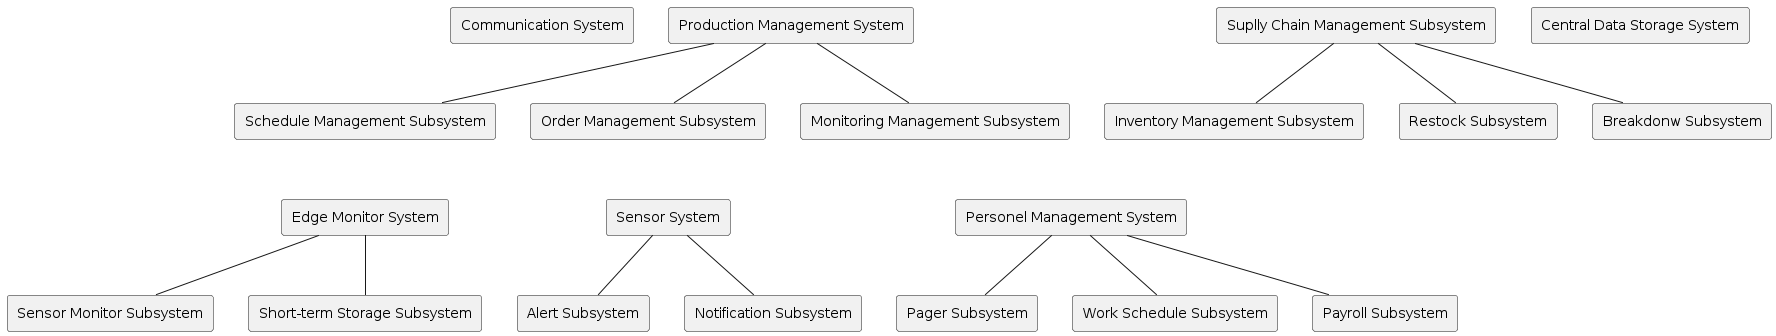 Communication System
Production Management System
Suplly Chain Management Subsystem
Central Data Storage System
Schedule Management Subsystem
Order Management Subsystem
Monitoring Management Subsystem
Inventory Management Subsystem
Restock Subsystem
Breakdonw Subsystem
Edge Monitor System
Sensor System
Personel Management System
Sensor Monitor Subsystem
Short-term Storage Subsystem
Alert Subsystem
Notification Subsystem
Pager Subsystem
Work Schedule Subsystem
Payroll Subsystem